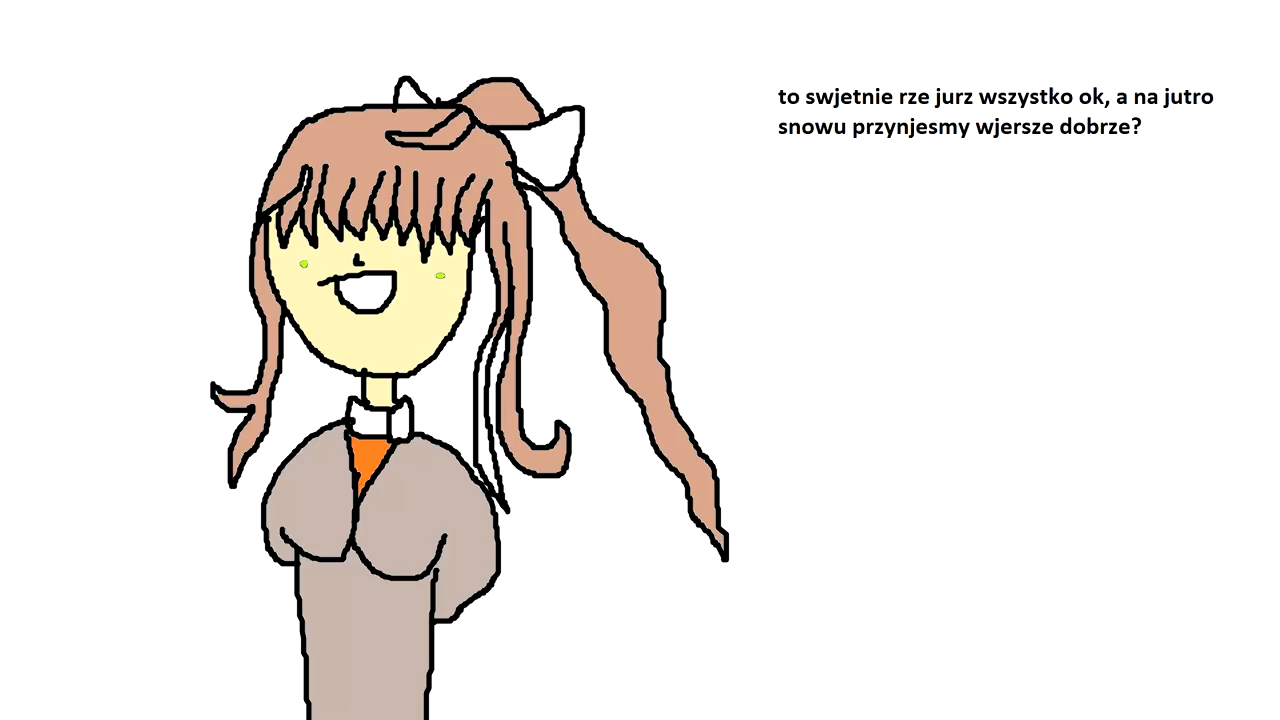 to swjetnie rze jurz wszystko ok, a na jutro
snowu przynjesmy wjersze dobrze?